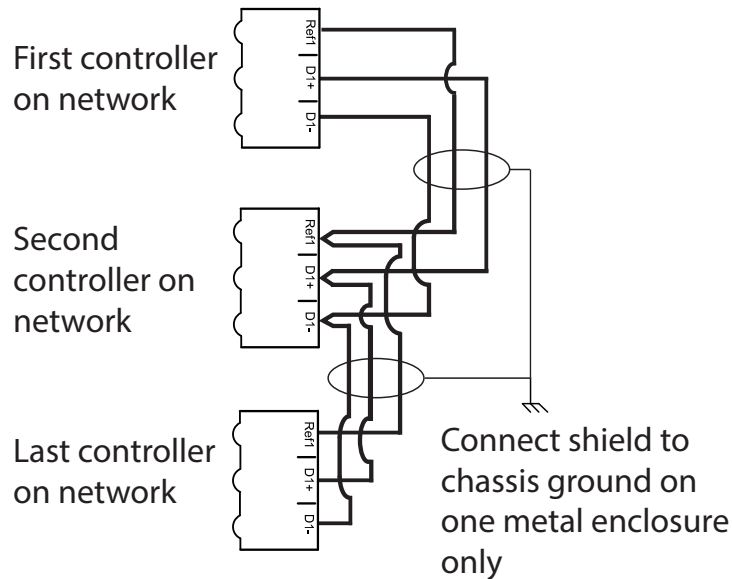 First controller
on network
Ref1
D1+
D1-
Second
controller on
network
Ref1
D1+
D1-
Last controller
on network
Ref1
D1+
D1-
Connect shield to
chassis ground on
one metal enclosure
only